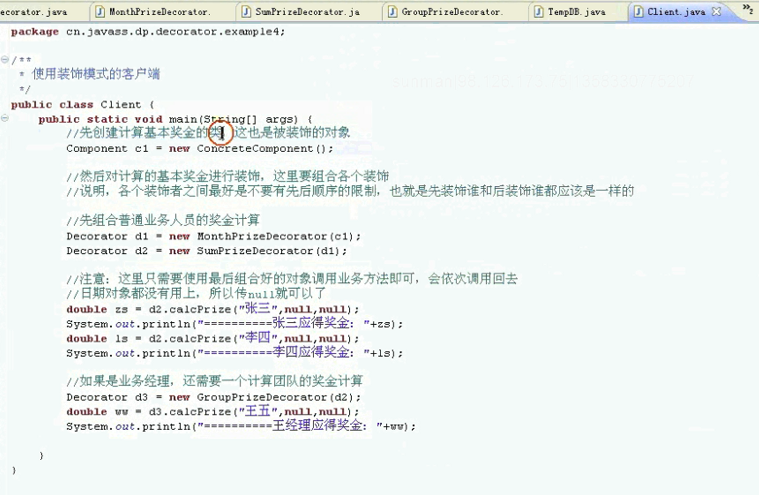 ecorator.java
MonthPrizeDecorator.
SumPrizeDecorator.ja
GroupPrizeDecorator.
TempDB.java
Client.java
»2
package cn.javass.dp.decorator.example4;
/**
 * 使用装饰模式的客户端
 */
public class Client {
public static void main(String[] args) {
//先创建计算基本奖金的类，这也是被装饰的对象
Component c1 = new ConcreteComponent();
//然后对计算的基本奖金进行装饰，这里要组合各个装饰
//说明，各个装饰者之间最好是不要有先后顺序的限制，也就是先装饰谁和后装饰谁都应该是一样的
//先组合普通业务人员的奖金计算
Decorator d1 = new MonthPrizeDecorator(c1);
Decorator d2 = new SumPrizeDecorator(d1);
//注意：这里只需要使用最后组合好的对象调用业务方法即可，会依次调用回去
//日期对象都没有用上，所以传null就可以了
double zs = d2.calcPrize("张三",null,null);
System.out.println("==========张三应得奖金："+zs);
double ls = d2.calcPrize("李四",null,null);
System.out.println("==========李四应得奖金："+ls);
//如果是业务经理，还需要一个计算团队的奖金计算
Decorator d3 = new GroupPrizeDecorator(d2);
double ww = d3.calcPrize("王五",null,null);
System.out.println("==========王经理应得奖金："+ww);
}
}